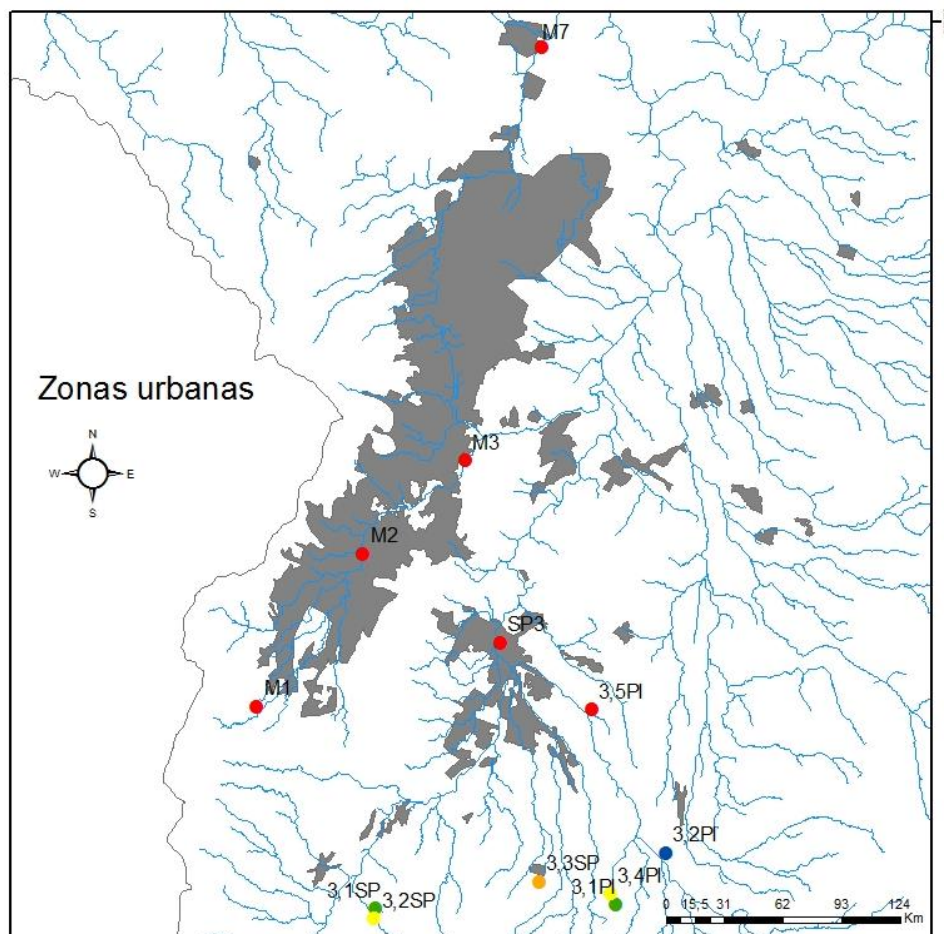 M7
Zonas urbanas
N
W E
S
M3
M2
SP3
M1
3,5PI
3,2PI
3,3SP
3,4PI
3,1PI
3,1SP
3,2SP
0 15,5 31 62 93 124
Km